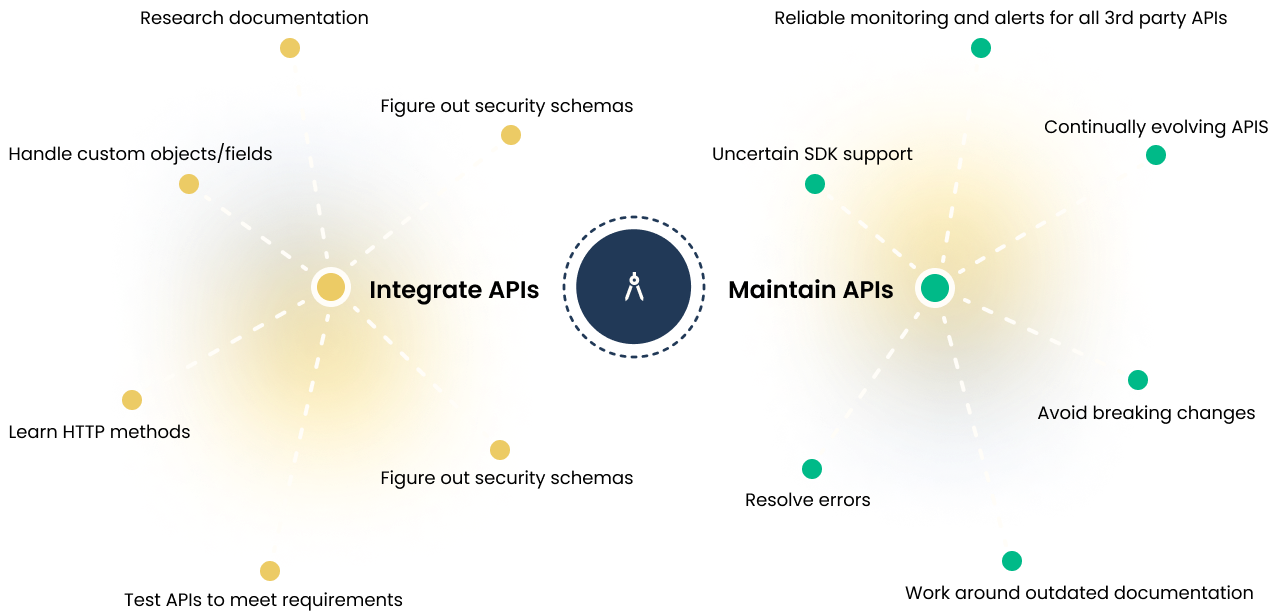 Research documentation
Figure out security schemas
Handle custom objects/fields
Integrate APIs
Learn HTTP methods
Figure out security schemas
Test APIs to meet requirements
Reliable monitoring and alerts for all 3rd party APIs
Continually evolving APIS
Uncertain SDK support
Maintain APIs
Avoid breaking changes
Resolve errors
Work around outdated documentation